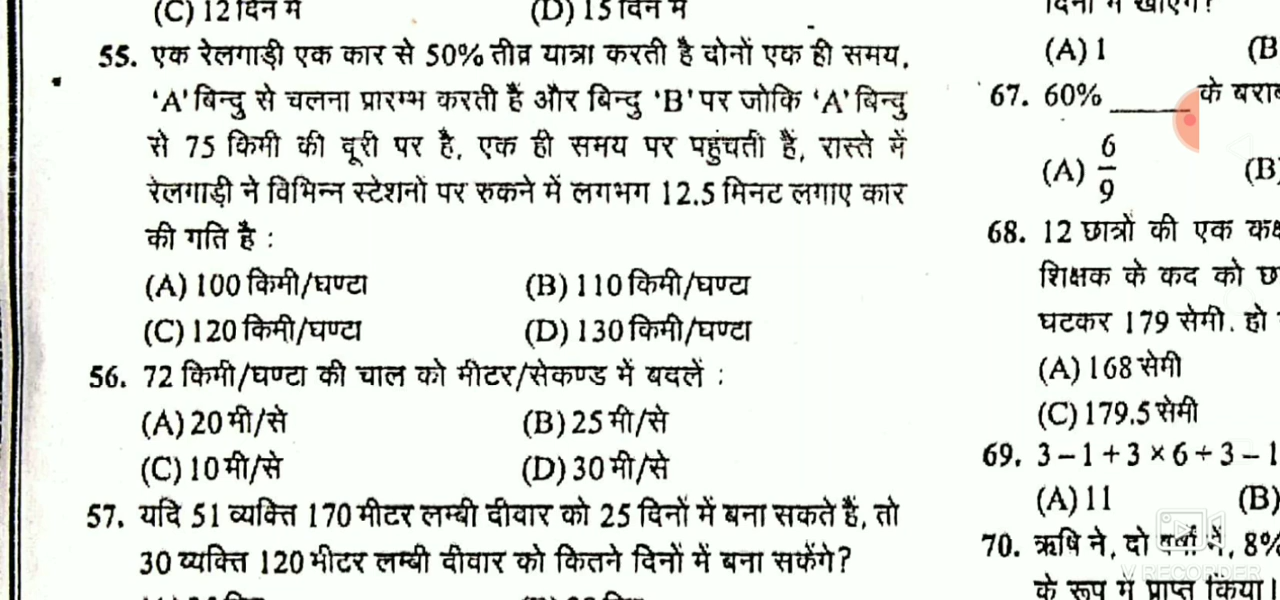 (C) 12 दिन में
(D) 15 दिन में
55. एक रेलगाड़ी एक कार से 50% तीव्र यात्रा करती है दोनों एक ही समय,
‘A’ बिन्दु से चलना प्रारम्भ करती हैं और बिन्दु ‘B’ पर जोकि ‘A’ बिन्दु
से 75 किमी की दूरी पर है, एक ही समय पर पहुंचती हैं, रास्ते में
रेलगाड़ी ने विभिन्न स्टेशनों पर रुकने में लगभग 12.5 मिनट लगाए कार
की गति है :
(A) 100 किमी/घण्टा
(B) 110 किमी/घण्टा
(C) 120 किमी/घण्टा
(D) 130 किमी/घण्टा
56. 72 किमी/घण्टा की चाल को मीटर/सेकण्ड में बदलें :
(A) 20 मी/से
(B) 25 मी/से
(C) 10 मी/से
(D) 30 मी/से
57. यदि 51 व्यक्ति 170 मीटर लम्बी दीवार को 25 दिनों में बना सकते हैं, तो
30 व्यक्ति 120 मीटर लम्बी दीवार को कितने दिनों में बना सकेंगे?
दिनों में खाएंगे?
(A) 1
(B
67. 60% ______ के
(A) 6/9
(B)
68. 12 छात्रों की एक
शिक्षक के कद को
घटकर 179 सेमी. हो
(A) 168 सेमी
(C) 179.5 सेमी
69. 3 – 1 + 3 × 6 ÷ 3 – 1
(A) 11
(B)
70. ऋषि ने, दो वर्षों में, 8%
के रूप में प्राप्त किया।
V RECORDER